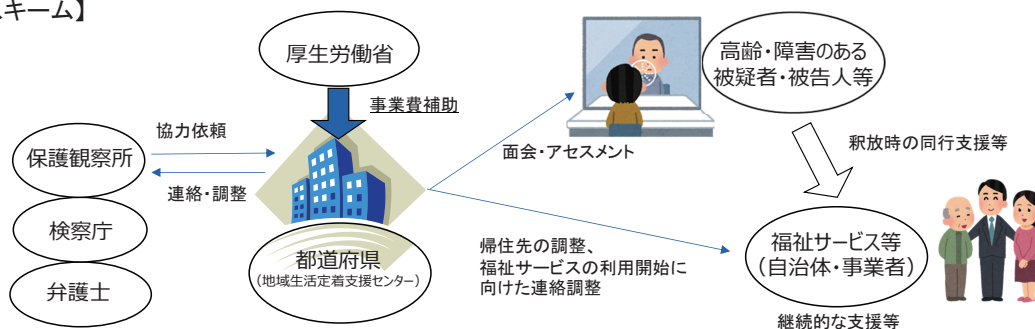 スキーム】
厚生労働省
事業費補助
高齢・障害のある
被疑者・被告人等
協力依頼
保護観察所
連絡・調整
面会・アセスメント
釈放時の同行支援等
検察庁
弁護士
都道府県
（地域生活定着支援センター）
帰住先の調整、
福祉サービスの利用開始に
向けた連絡調整
福祉サービス等
（自治体・事業者）
継続的な支援等